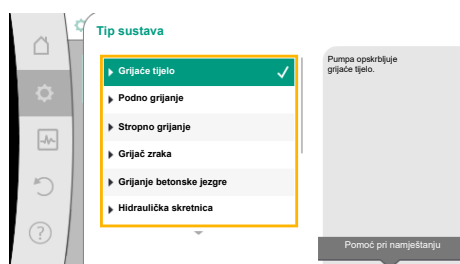 Tip sustava
Grijaće tijelo
Podno grijanje
Stropno grijanje
Grijač zraka
Grijanje betonske jezgre
Hidraulička skretnica
Pumpa opskrbljuje
grijaće tijelo.
Pomoć pri namještanju